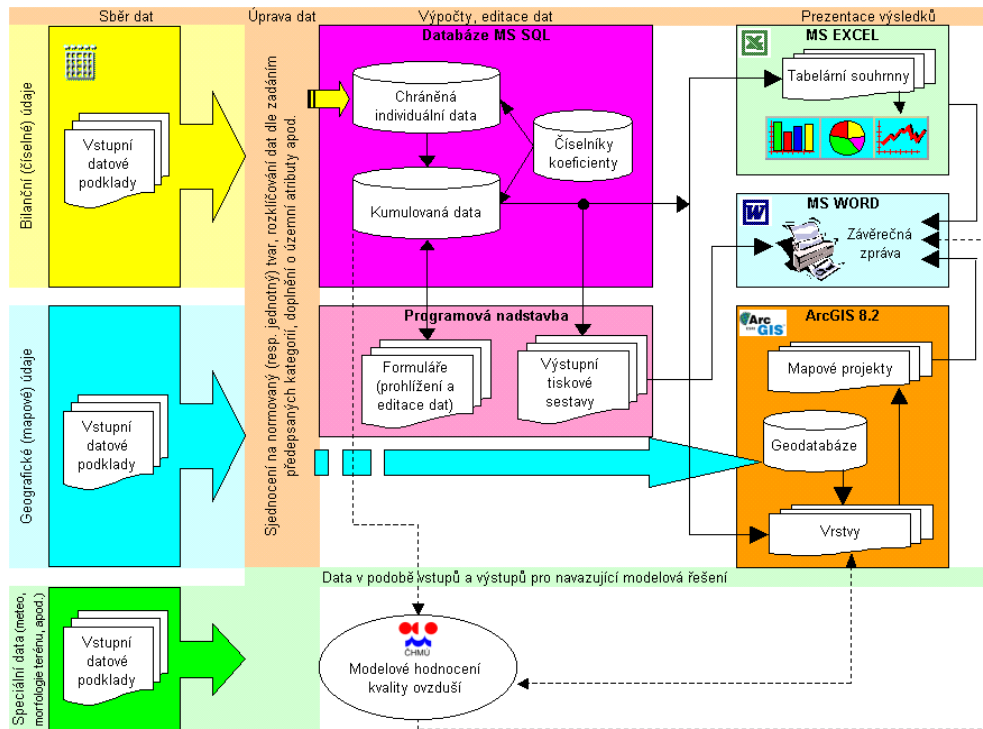 Sběr dat
Úprava dat
Výpočty, editace dat
Prezentace výsledků
Bilanční (číselné) údaje
Vstupní
datové
podklady
Geografické (mapové) údaje
Vstupní
datové
podklady
Speciální data (meteo,
morfologie terénu, apod.)
Vstupní
datové
podklady
Sjednocení na normovaný (resp. jednotný) tvar, rozklíčování dat dle zadáním
předepsaných kategorií, doplnění o územní atributy apod.
Databáze MS SQL
Chráněná
individuální data
Číselníky
koeficienty
Kumulovaná data
Programová nadstavba
Formuláře
(prohlížení a
editace dat)
Výstupní
tiskové
sestavy
MS EXCEL
Tabelární souhrnny
MS WORD
W
Závěrečná
zpráva
Arc
GIS
ArcGIS 8.2
Mapové projekty
Geodatabáze
Vrstvy
Data v podobě vstupů a výstupů pro navazující modelová řešení
ČHMÚ
Modelové hodnocení
kvality ovzduší